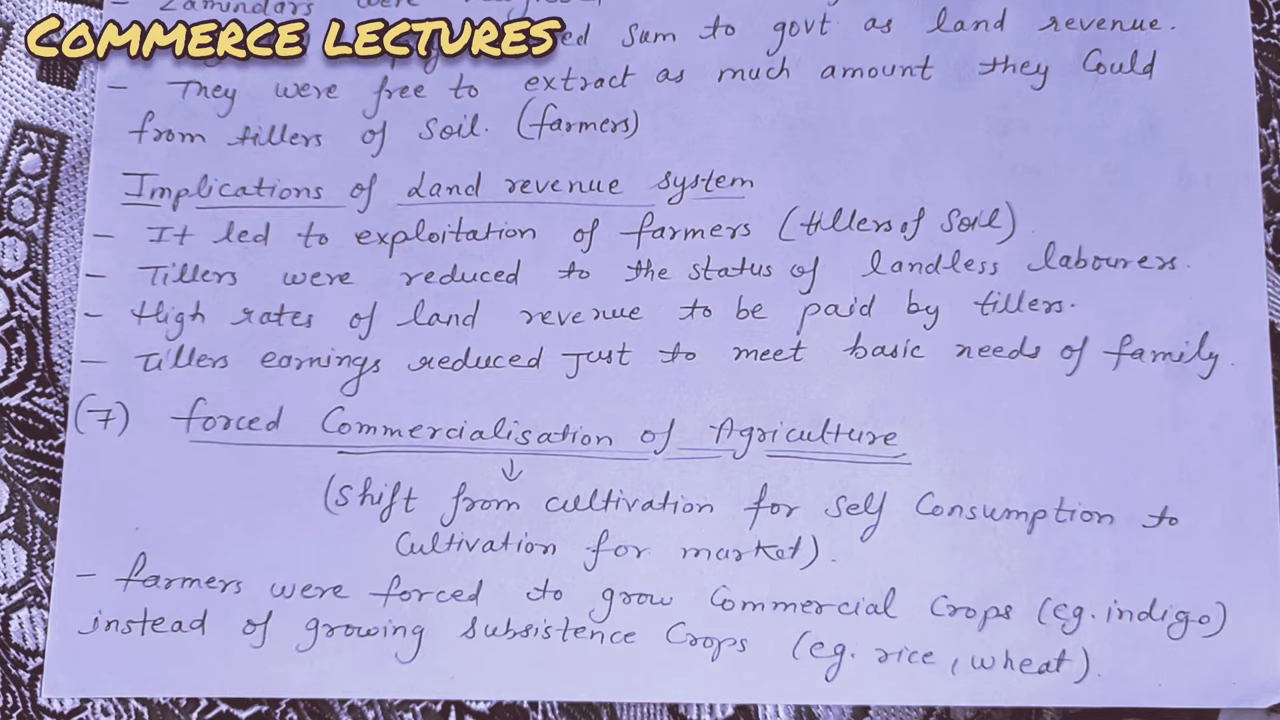 - Zamindars were
COMMERCE LECTURES
ed sum to govt as land revenue.
- They were free to extract as much amount they could
from tillers of soil. (farmers)
Implications of Land revenue system
- It led to exploitation of farmers (tillers of soil)
- Tillers were reduced to the status of landless labourers.
- High rates of land revenue to be paid by tillers.
- Tillers earnings reduced just to meet basic needs of family.
(7) Forced Commercialisation of Agriculture
↓
(Shift from cultivation for self consumption to
cultivation for market).
- farmers were forced to grow commercial crops (eg. indigo)
instead of growing subsistence crops (eg. rice, wheat).